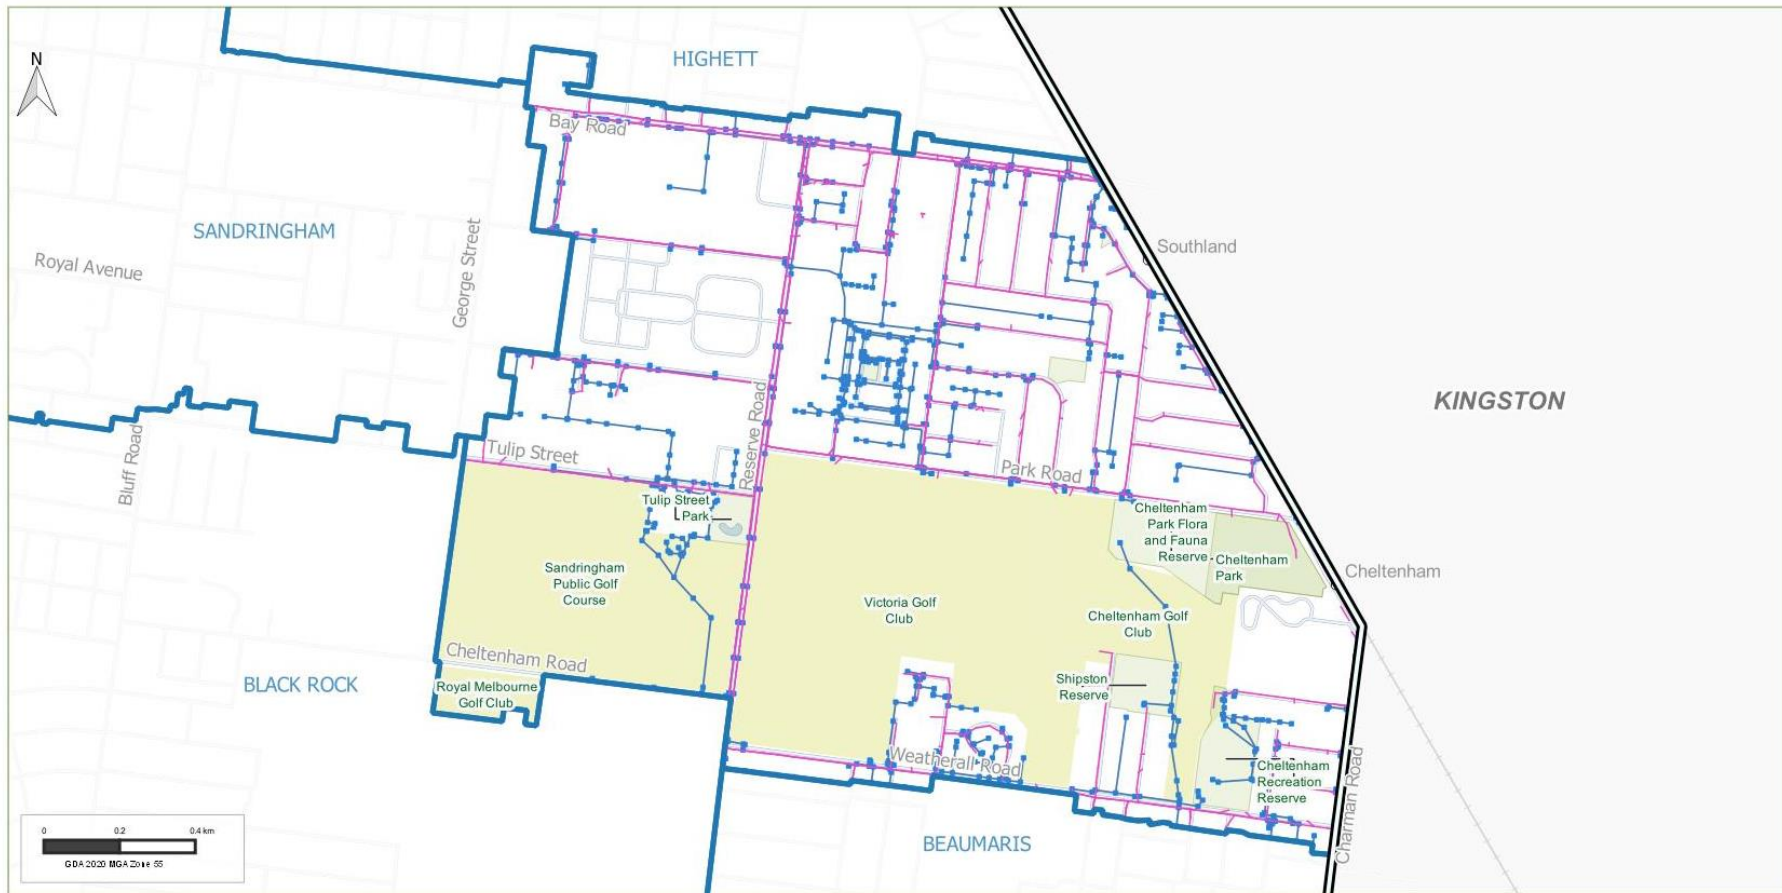 HIGHETT
N
Bay Road
SANDRINGHAM
George Street
Southland
Royal Avenue
KINGSTON
Reserve Road
Bluff Road
Tulip Street
Park Road
Tulip Street
Park
Cheltenham
Park Flora
and Fauna
Reserve
Cheltenham
Park
Cheltenham
Sandringham
Public Golf
Course
Victoria Golf
Club
Cheltenham Golf
Club
Cheltenham Road
BLACK ROCK
Royal Melbourne
Golf Club
Shipston
Reserve
Weatherall Road
Cheltenham
Recreation
Reserve
Charman Road
BEAUMARIS
0 0.2 0.4 km
GDA 2020 MGA Zone 55